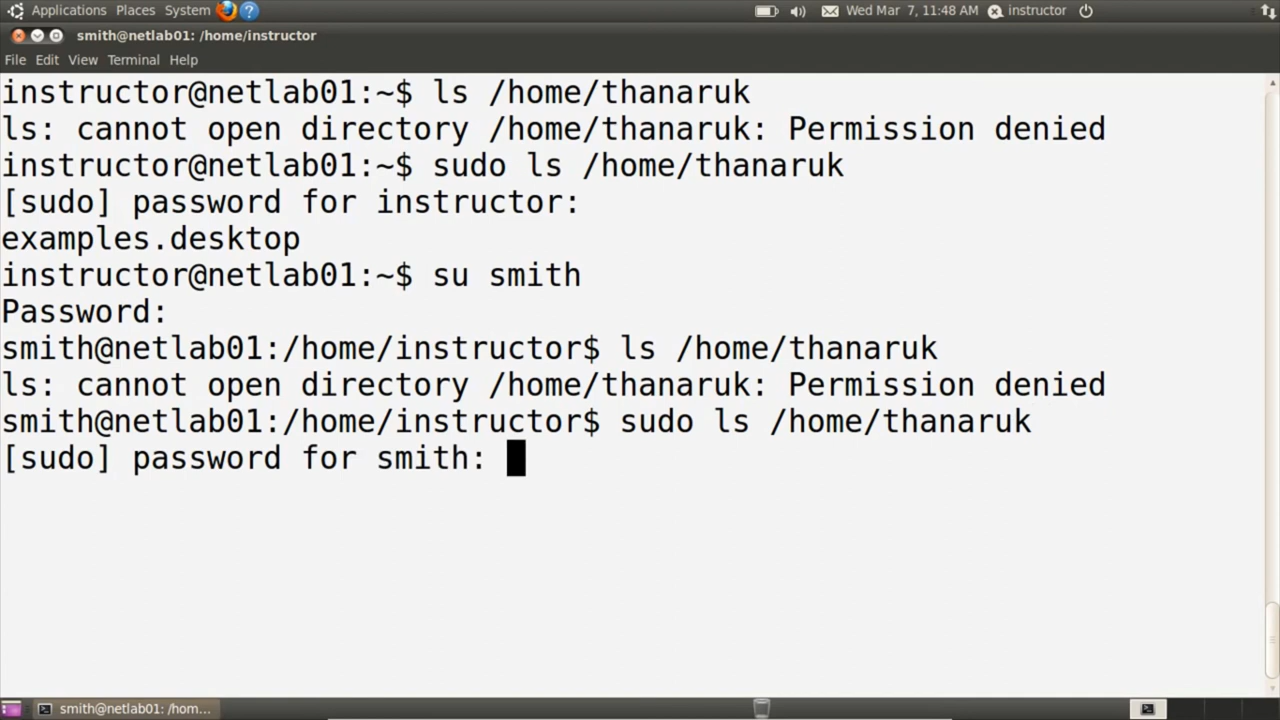 Applications Places System Wed Mar 7, 11:48 AM instructor
smith@netlab01: /home/instructor
File Edit View Terminal Help
instructor@netlab01:~$ ls /home/thanaruk
ls: cannot open directory /home/thanaruk: Permission denied
instructor@netlab01:~$ sudo ls /home/thanaruk
[sudo] password for instructor:
examples.desktop
instructor@netlab01:~$ su smith
Password:
smith@netlab01:/home/instructor$ ls /home/thanaruk
ls: cannot open directory /home/thanaruk: Permission denied
smith@netlab01:/home/instructor$ sudo ls /home/thanaruk
[sudo] password for smith:
smith@netlab01: /hom...